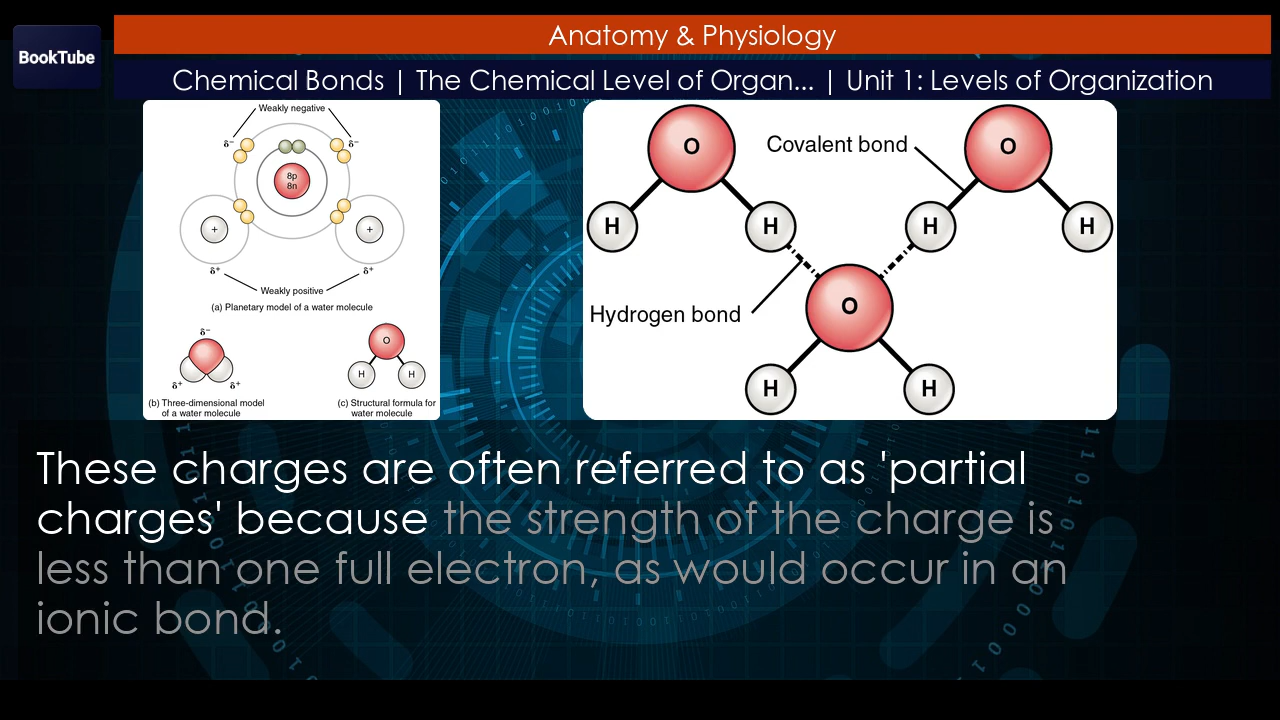 BookTube
Anatomy & Physiology
Chemical Bonds | The Chemical Level of Organ... | Unit 1: Levels of Organization
Weakly negative
δ⁻ δ⁻
8p
8n
+ +
δ⁺ δ⁺
Weakly positive
(a) Planetary model of a water molecule
δ⁻
δ⁺ δ⁺
(b) Three-dimensional model
of a water molecule
O
H H
(c) Structural formula for
water molecule
O Covalent bond O
H H H H
Hydrogen bond O
H H
These charges are often referred to as 'partial
charges' because the strength of the charge is
less than one full electron, as would occur in an
ionic bond.